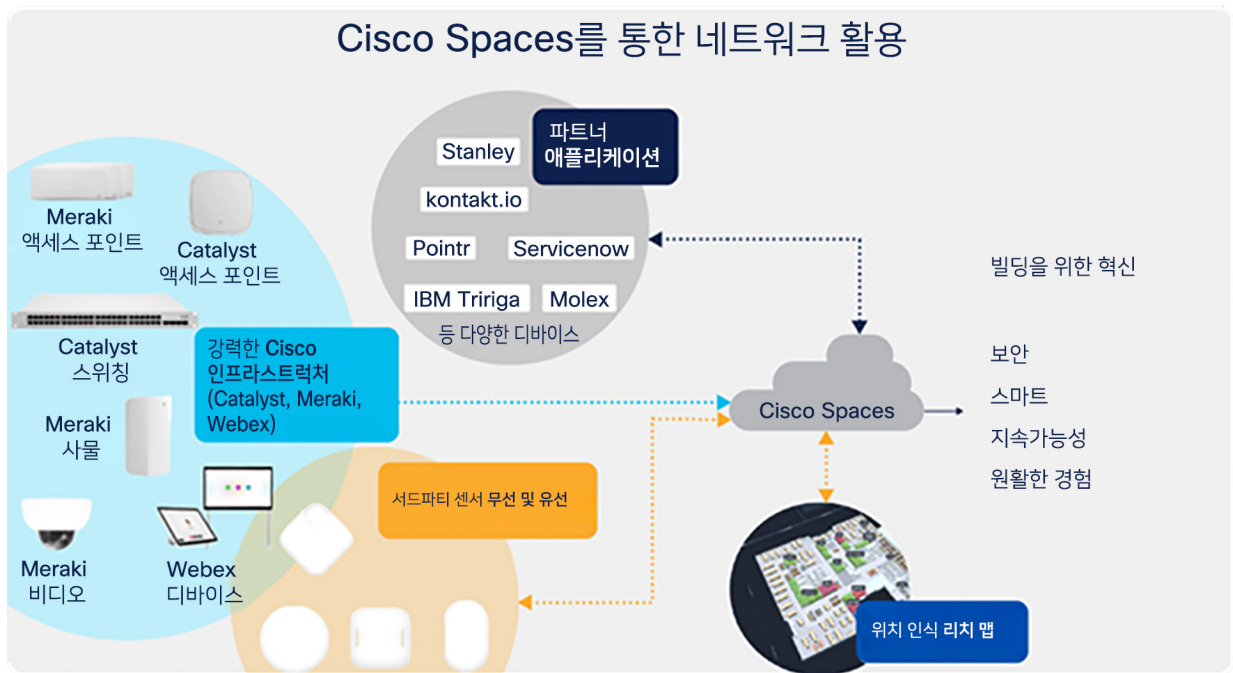 Cisco Spaces를 통한 네트워크 활용
파트너
애플리케이션
Stanley
kontakt.io
Pointr
Servicenow
IBM Tririga
Molex
등 다양한 디바이스
Meraki
액세스 포인트
Catalyst
액세스 포인트
Catalyst
스위칭
강력한 Cisco
인프라스트럭처
(Catalyst, Meraki,
Webex)
Meraki
사물
Meraki
비디오
Webex
디바이스
서드파티 센서 무선 및 유선
Cisco Spaces
위치 인식 리치 맵
빌딩을 위한 혁신
보안
스마트
지속가능성
원활한 경험